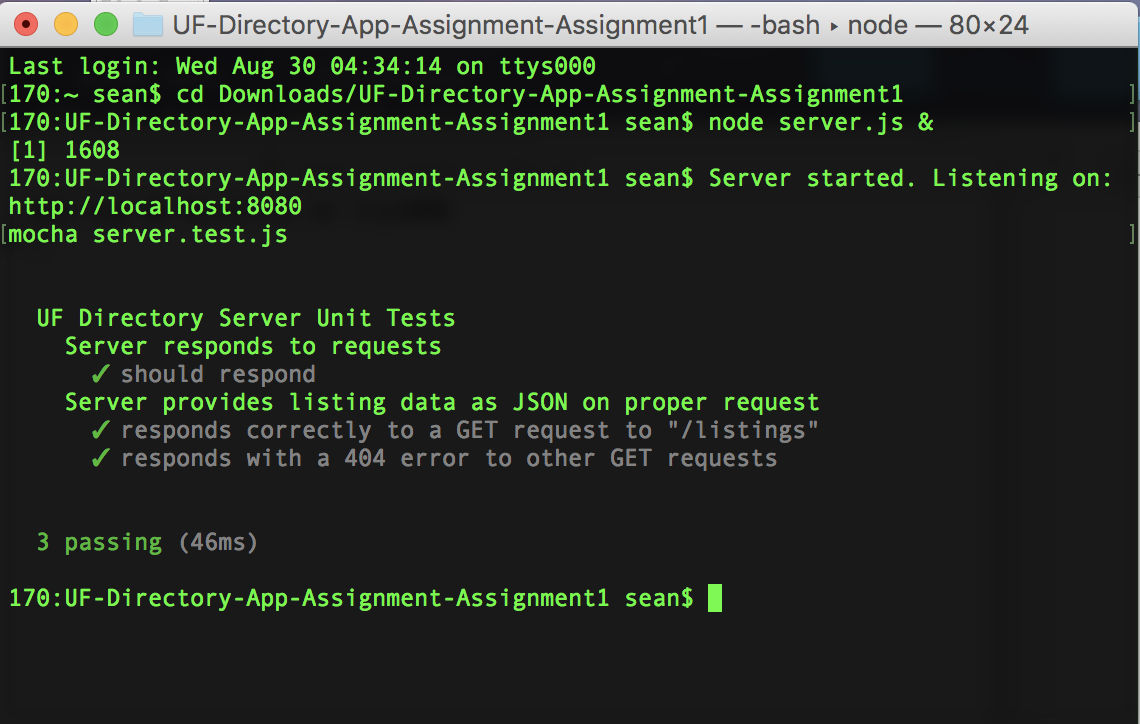 UF-Directory-App-Assignment-Assignment1 — -bash ▸ node — 80×24
Last login: Wed Aug 30 04:34:14 on ttys000
[170:~ sean$ cd Downloads/UF-Directory-App-Assignment-Assignment1 ]
[170:UF-Directory-App-Assignment-Assignment1 sean$ node server.js & ]
[1] 1608
170:UF-Directory-App-Assignment-Assignment1 sean$ Server started. Listening on:
http://localhost:8080
[mocha server.test.js ]
UF Directory Server Unit Tests
Server responds to requests
✓ should respond
Server provides listing data as JSON on proper request
✓ responds correctly to a GET request to "/listings"
✓ responds with a 404 error to other GET requests
3 passing (46ms)
170:UF-Directory-App-Assignment-Assignment1 sean$